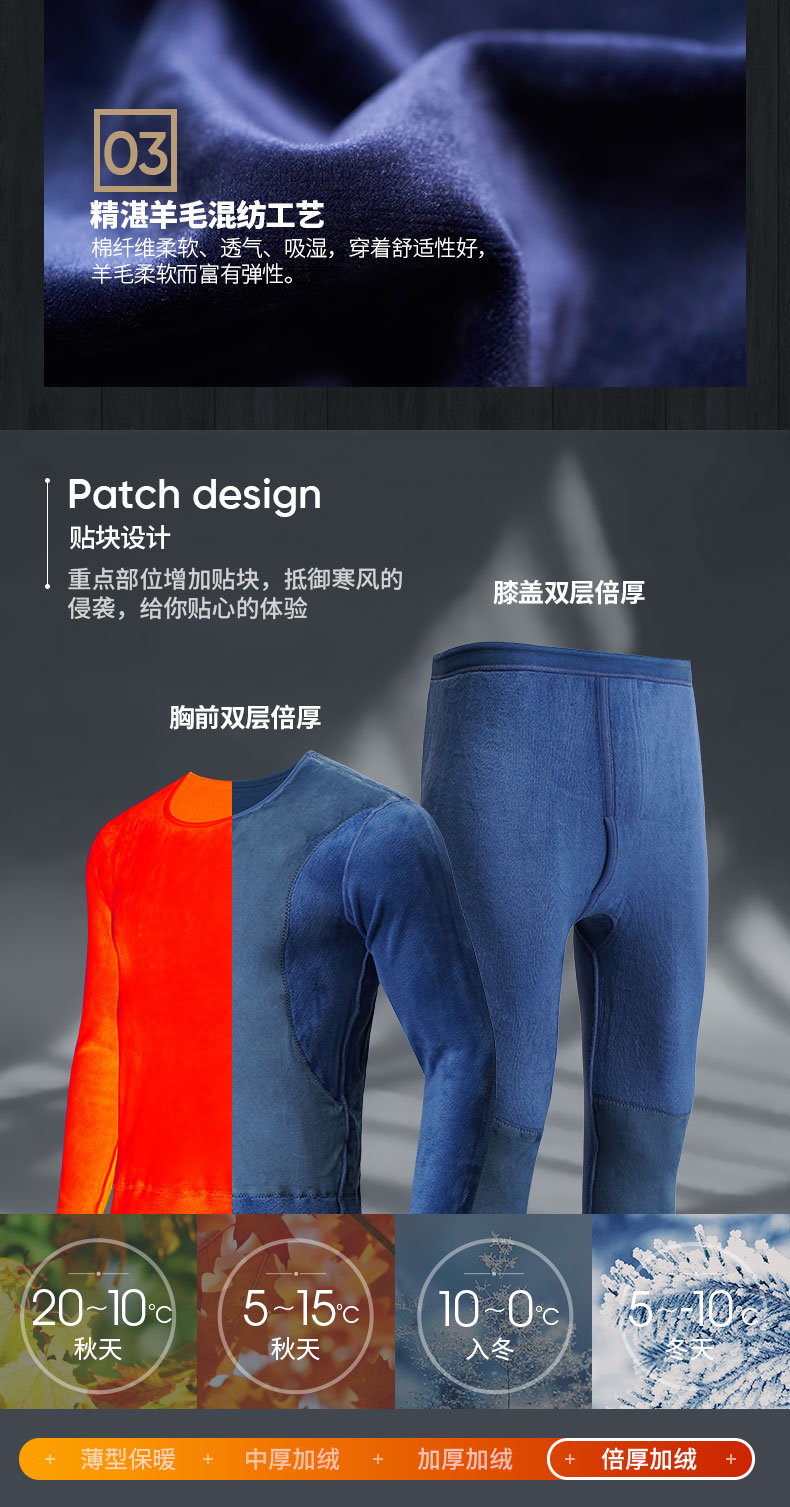 03
精湛羊毛混纺工艺
棉纤维柔软、透气、吸湿，穿着舒适性好，
羊毛柔软而富有弹性。
Patch design
贴块设计
重点部位增加贴块，抵御寒风的
侵袭，给你贴心的体验
膝盖双层倍厚
胸前双层倍厚
20~10℃
秋天
5~15℃
秋天
10~0℃
入冬
5~-10℃
冬天
+ 薄型保暖 + 中厚加绒 + 加厚加绒 + 倍厚加绒 +